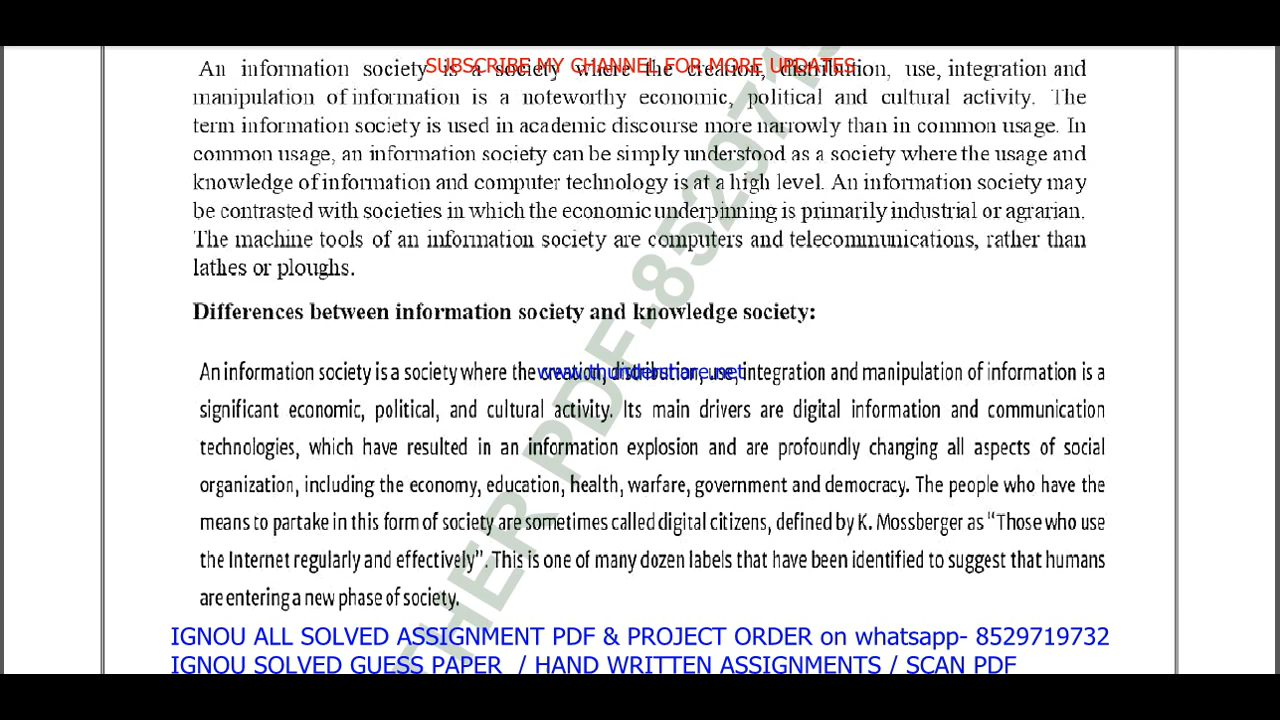 SUBSCRIBE MY CHANNEL FOR MORE UPDATES
An information society is a society where the creation, distribution, use, integration and
manipulation of information is a noteworthy economic, political and cultural activity. The
term information society is used in academic discourse more narrowly than in common usage. In
common usage, an information society can be simply understood as a society where the usage and
knowledge of information and computer technology is at a high level. An information society may
be contrasted with societies in which the economic underpinning is primarily industrial or agrarian.
The machine tools of an information society are computers and telecommunications, rather than
lathes or ploughs.
Differences between information society and knowledge society:
An information society is a society where the creation, distribution, use, integration and manipulation of information is a
significant economic, political, and cultural activity. Its main drivers are digital information and communication
technologies, which have resulted in an information explosion and are profoundly changing all aspects of social
organization, including the economy, education, health, warfare, government and democracy. The people who have the
means to partake in this form of society are sometimes called digital citizens, defined by K. Mossberger as “Those who use
the Internet regularly and effectively”. This is one of many dozen labels that have been identified to suggest that humans
are entering a new phase of society.
IGNOU ALL SOLVED ASSIGNMENT PDF & PROJECT ORDER on whatsapp- 8529719732
IGNOU SOLVED GUESS PAPER / HAND WRITTEN ASSIGNMENTS / SCAN PDF